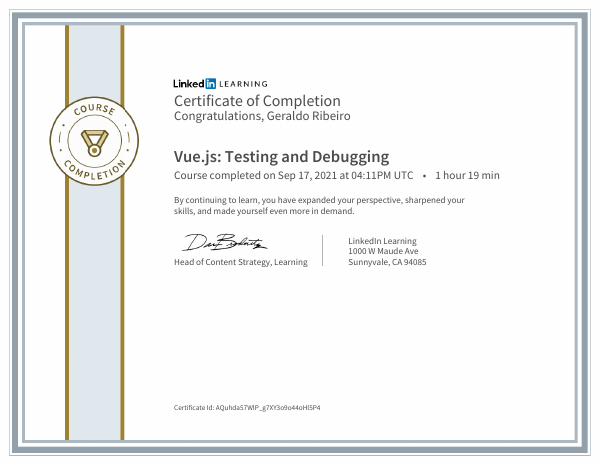 COURSE
COMPLETION
Linked in LEARNING
Certificate of Completion
Congratulations, Geraldo Ribeiro
Vue.js: Testing and Debugging
Course completed on Sep 17, 2021 at 04:11PM UTC • 1 hour 19 min
By continuing to learn, you have expanded your perspective, sharpened your
skills, and made yourself even more in demand.
Head of Content Strategy, Learning
LinkedIn Learning
1000 W Maude Ave
Sunnyvale, CA 94085
Certificate Id: